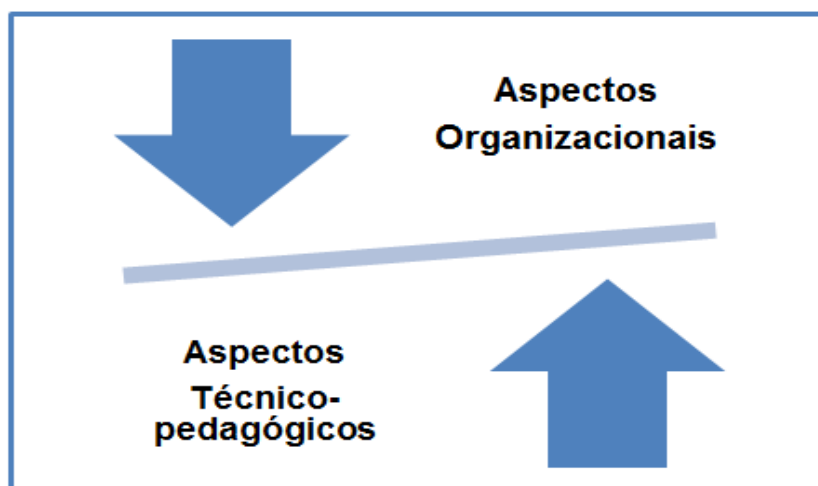 Aspectos
Organizacionais
Aspectos
Técnico-
pedagógicos